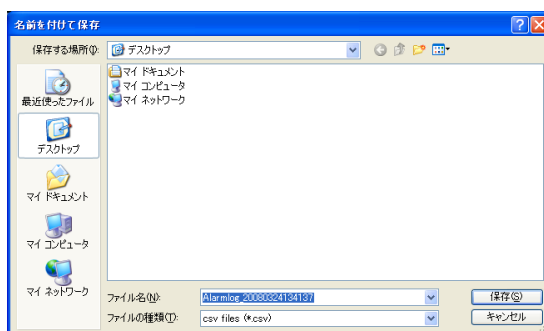 名前を付けて保存
保存する場所(I): デスクトップ
最近使ったファイル
デスクトップ
マイ ドキュメント
マイ コンピュータ
マイ ネットワーク
マイ ドキュメント
マイ コンピュータ
マイ ネットワーク
ファイル名(N): Alarmlog_20080324134137 保存(S)
ファイルの種類(T): csv files (*.csv) キャンセル